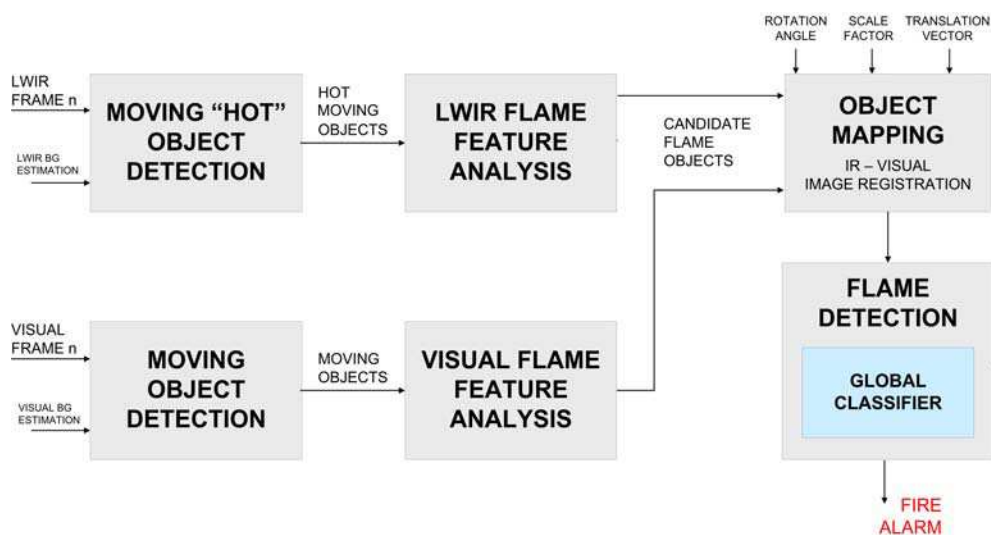 ROTATION
ANGLE
SCALE
FACTOR
TRANSLATION
VECTOR
LWIR
FRAME n
LWIR BG
ESTIMATION
MOVING “HOT”
OBJECT
DETECTION
HOT
MOVING
OBJECTS
LWIR FLAME
FEATURE
ANALYSIS
CANDIDATE
FLAME
OBJECTS
OBJECT
MAPPING
IR – VISUAL
IMAGE REGISTRATION
VISUAL
FRAME n
VISUAL BG
ESTIMATION
MOVING
OBJECT
DETECTION
MOVING
OBJECTS
VISUAL FLAME
FEATURE
ANALYSIS
FLAME
DETECTION
GLOBAL
CLASSIFIER
FIRE
ALARM